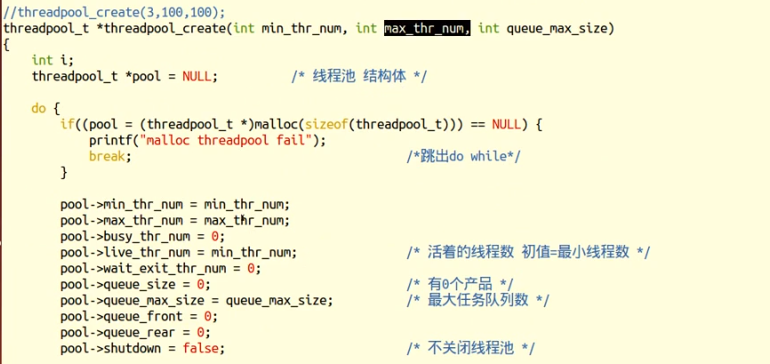 //threadpool_create(3,100,100);
threadpool_t *threadpool_create(int min_thr_num, int max_thr_num, int queue_max_size)
{
    int i;
    threadpool_t *pool = NULL;          /* 线程池 结构体 */

    do {
        if((pool = (threadpool_t *)malloc(sizeof(threadpool_t))) == NULL) {
            printf("malloc threadpool fail");
            break;                                      /*跳出do while*/
        }

        pool->min_thr_num = min_thr_num;
        pool->max_thr_num = max_thr_num;
        pool->busy_thr_num = 0;
        pool->live_thr_num = min_thr_num;               /* 活着的线程数 初值=最小线程数 */
        pool->wait_exit_thr_num = 0;
        pool->queue_size = 0;                           /* 有0个产品 */
        pool->queue_max_size = queue_max_size;          /* 最大任务队列数 */
        pool->queue_front = 0;
        pool->queue_rear = 0;
        pool->shutdown = false;                         /* 不关闭线程池 */